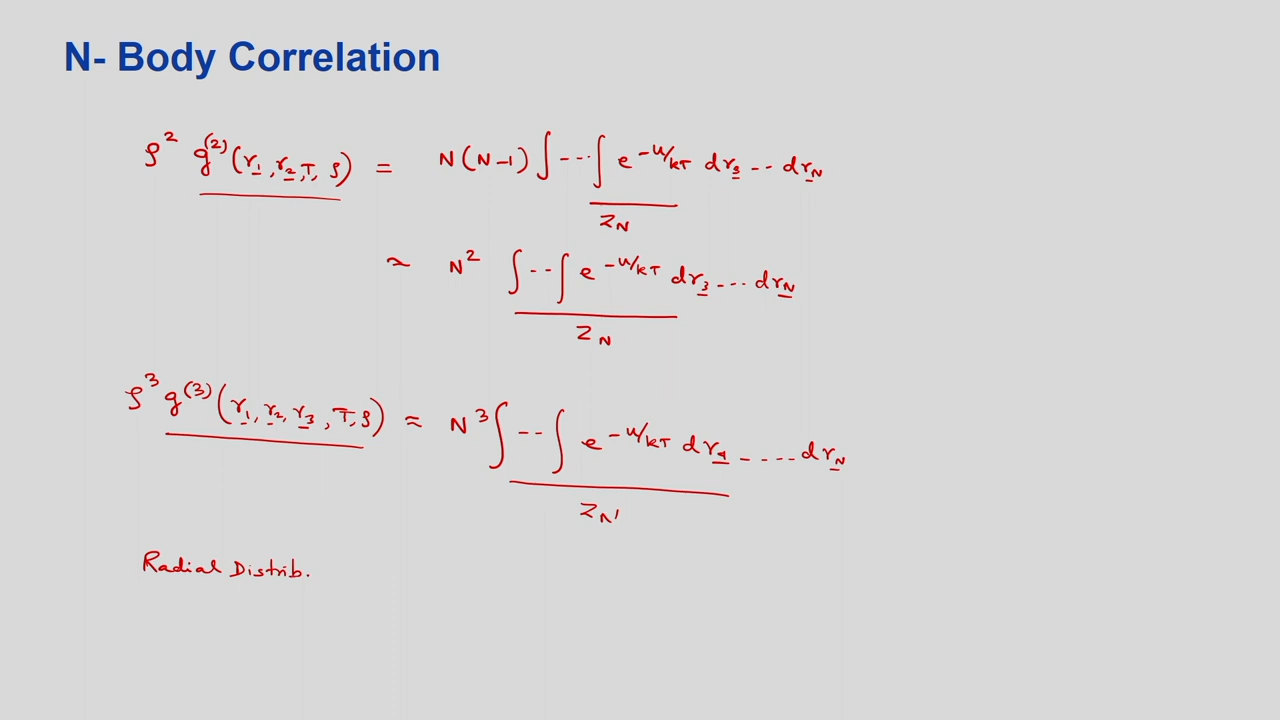 N- Body Correlation
ρ² g⁽²⁾(r₁, r₂, T, ρ) = N(N-1) ∫ --- ∫ e^(-U/kT) dr₃ -- dr_N
Z_N
≈ N² ∫ -- ∫ e^(-U/kT) dr₃ --- dr_N
Z_N
ρ³ g⁽³⁾(r₁, r₂, r₃, T, ρ) ≈ N³ ∫ -- ∫ e^(-U/kT) dr₄ ----- dr_N
Z_N'
Radial Distrib.